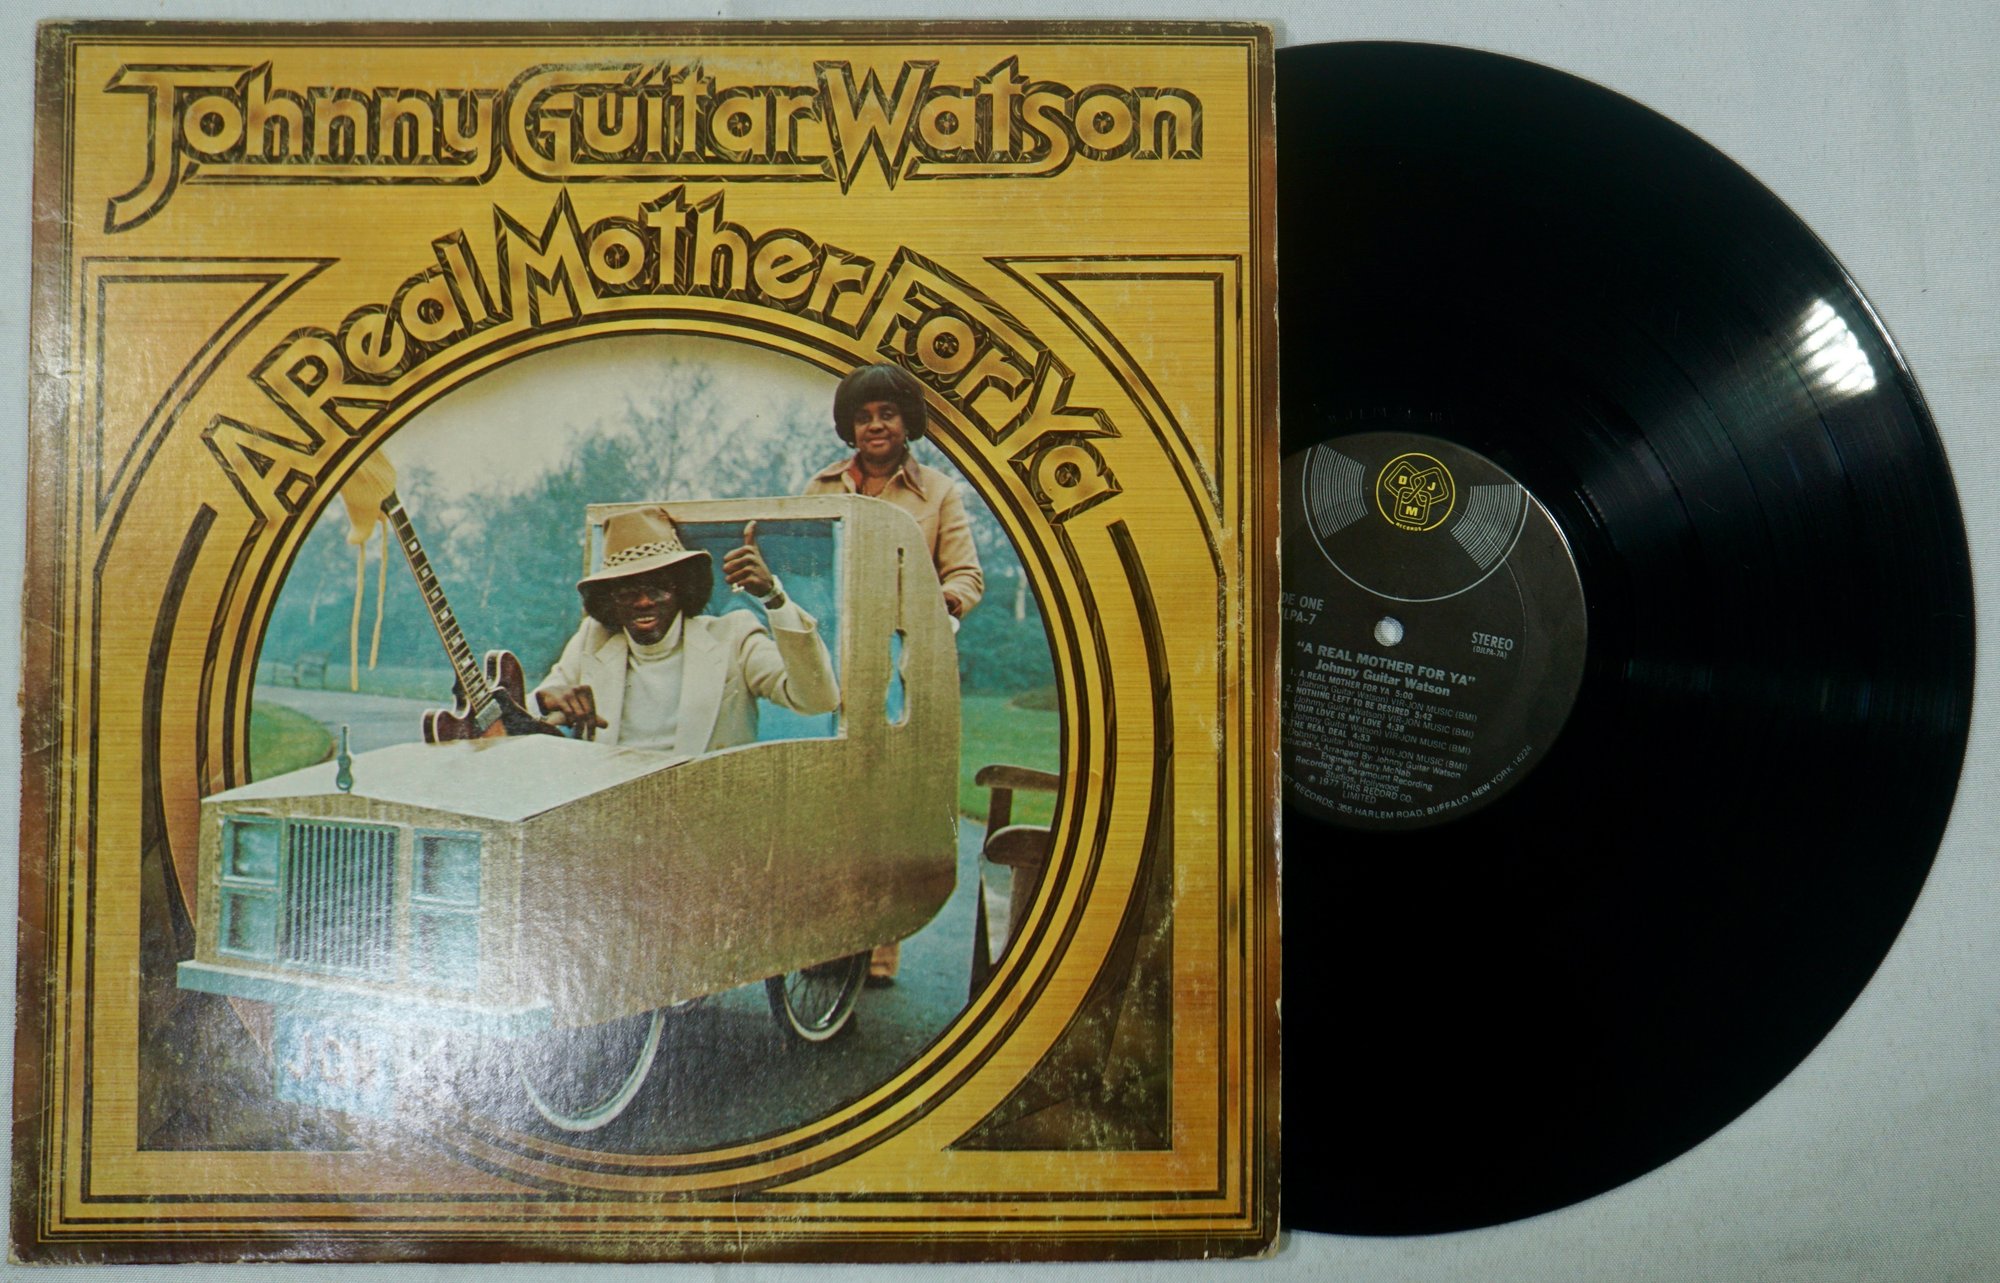 Johnny Guitar Watson
A Real Mother For Ya
DJM
RECORDS
DE ONE
LPA-7
STEREO
(DJLPA-7A)
"A REAL MOTHER FOR YA"
Johnny Guitar Watson
1. A REAL MOTHER FOR YA 5:00
(Johnny Guitar Watson) VIR-JON MUSIC (BMI)
2. NOTHING LEFT TO BE DESIRED 5:42
(Johnny Guitar Watson) VIR-JON MUSIC (BMI)
3. YOUR LOVE IS MY LOVE 4:38
(Johnny Guitar Watson) VIR-JON MUSIC (BMI)
THE REAL DEAL 4:53
(Johnny Guitar Watson) VIR-JON MUSIC (BMI)
oduced & Arranged By: Johnny Guitar Watson
Engineer: Kerry McNab
Recorded at: Paramount Recording
Studios, Hollywood
℗ 1977 THIS RECORD CO.
LIMITED
RECORDS, 355 HARLEM ROAD, BUFFALO, NEW YORK 14224